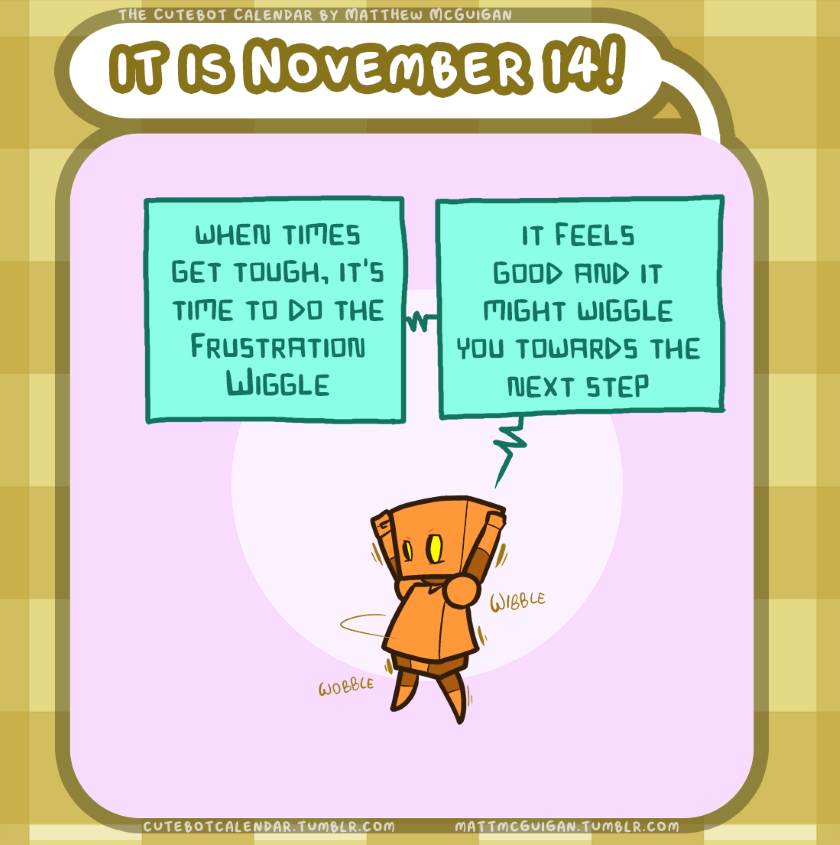 THE CUTEBOT CALENDAR BY MATTHEW MCGUIGAN
IT IS NOVEMBER 14!
WHEN TIMES
GET TOUGH, IT'S
TIME TO DO THE
FRUSTRATION
WIGGLE
IT FEELS
GOOD AND IT
MIGHT WIGGLE
YOU TOWARDS THE
NEXT STEP
WIBBLE
WOBBLE
CUTEBOTCALENDAR.TUMBLR.COM
MATTMCGUIGAN.TUMBLR.COM